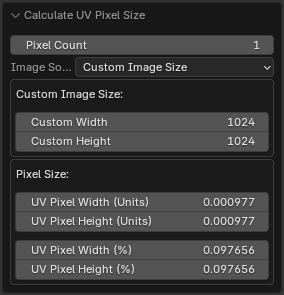 Calculate UV Pixel Size
Pixel Count 1
Image So... Custom Image Size
Custom Image Size:
Custom Width 1024
Custom Height 1024
Pixel Size:
UV Pixel Width (Units) 0.000977
UV Pixel Height (Units) 0.000977
UV Pixel Width (%) 0.097656
UV Pixel Height (%) 0.097656